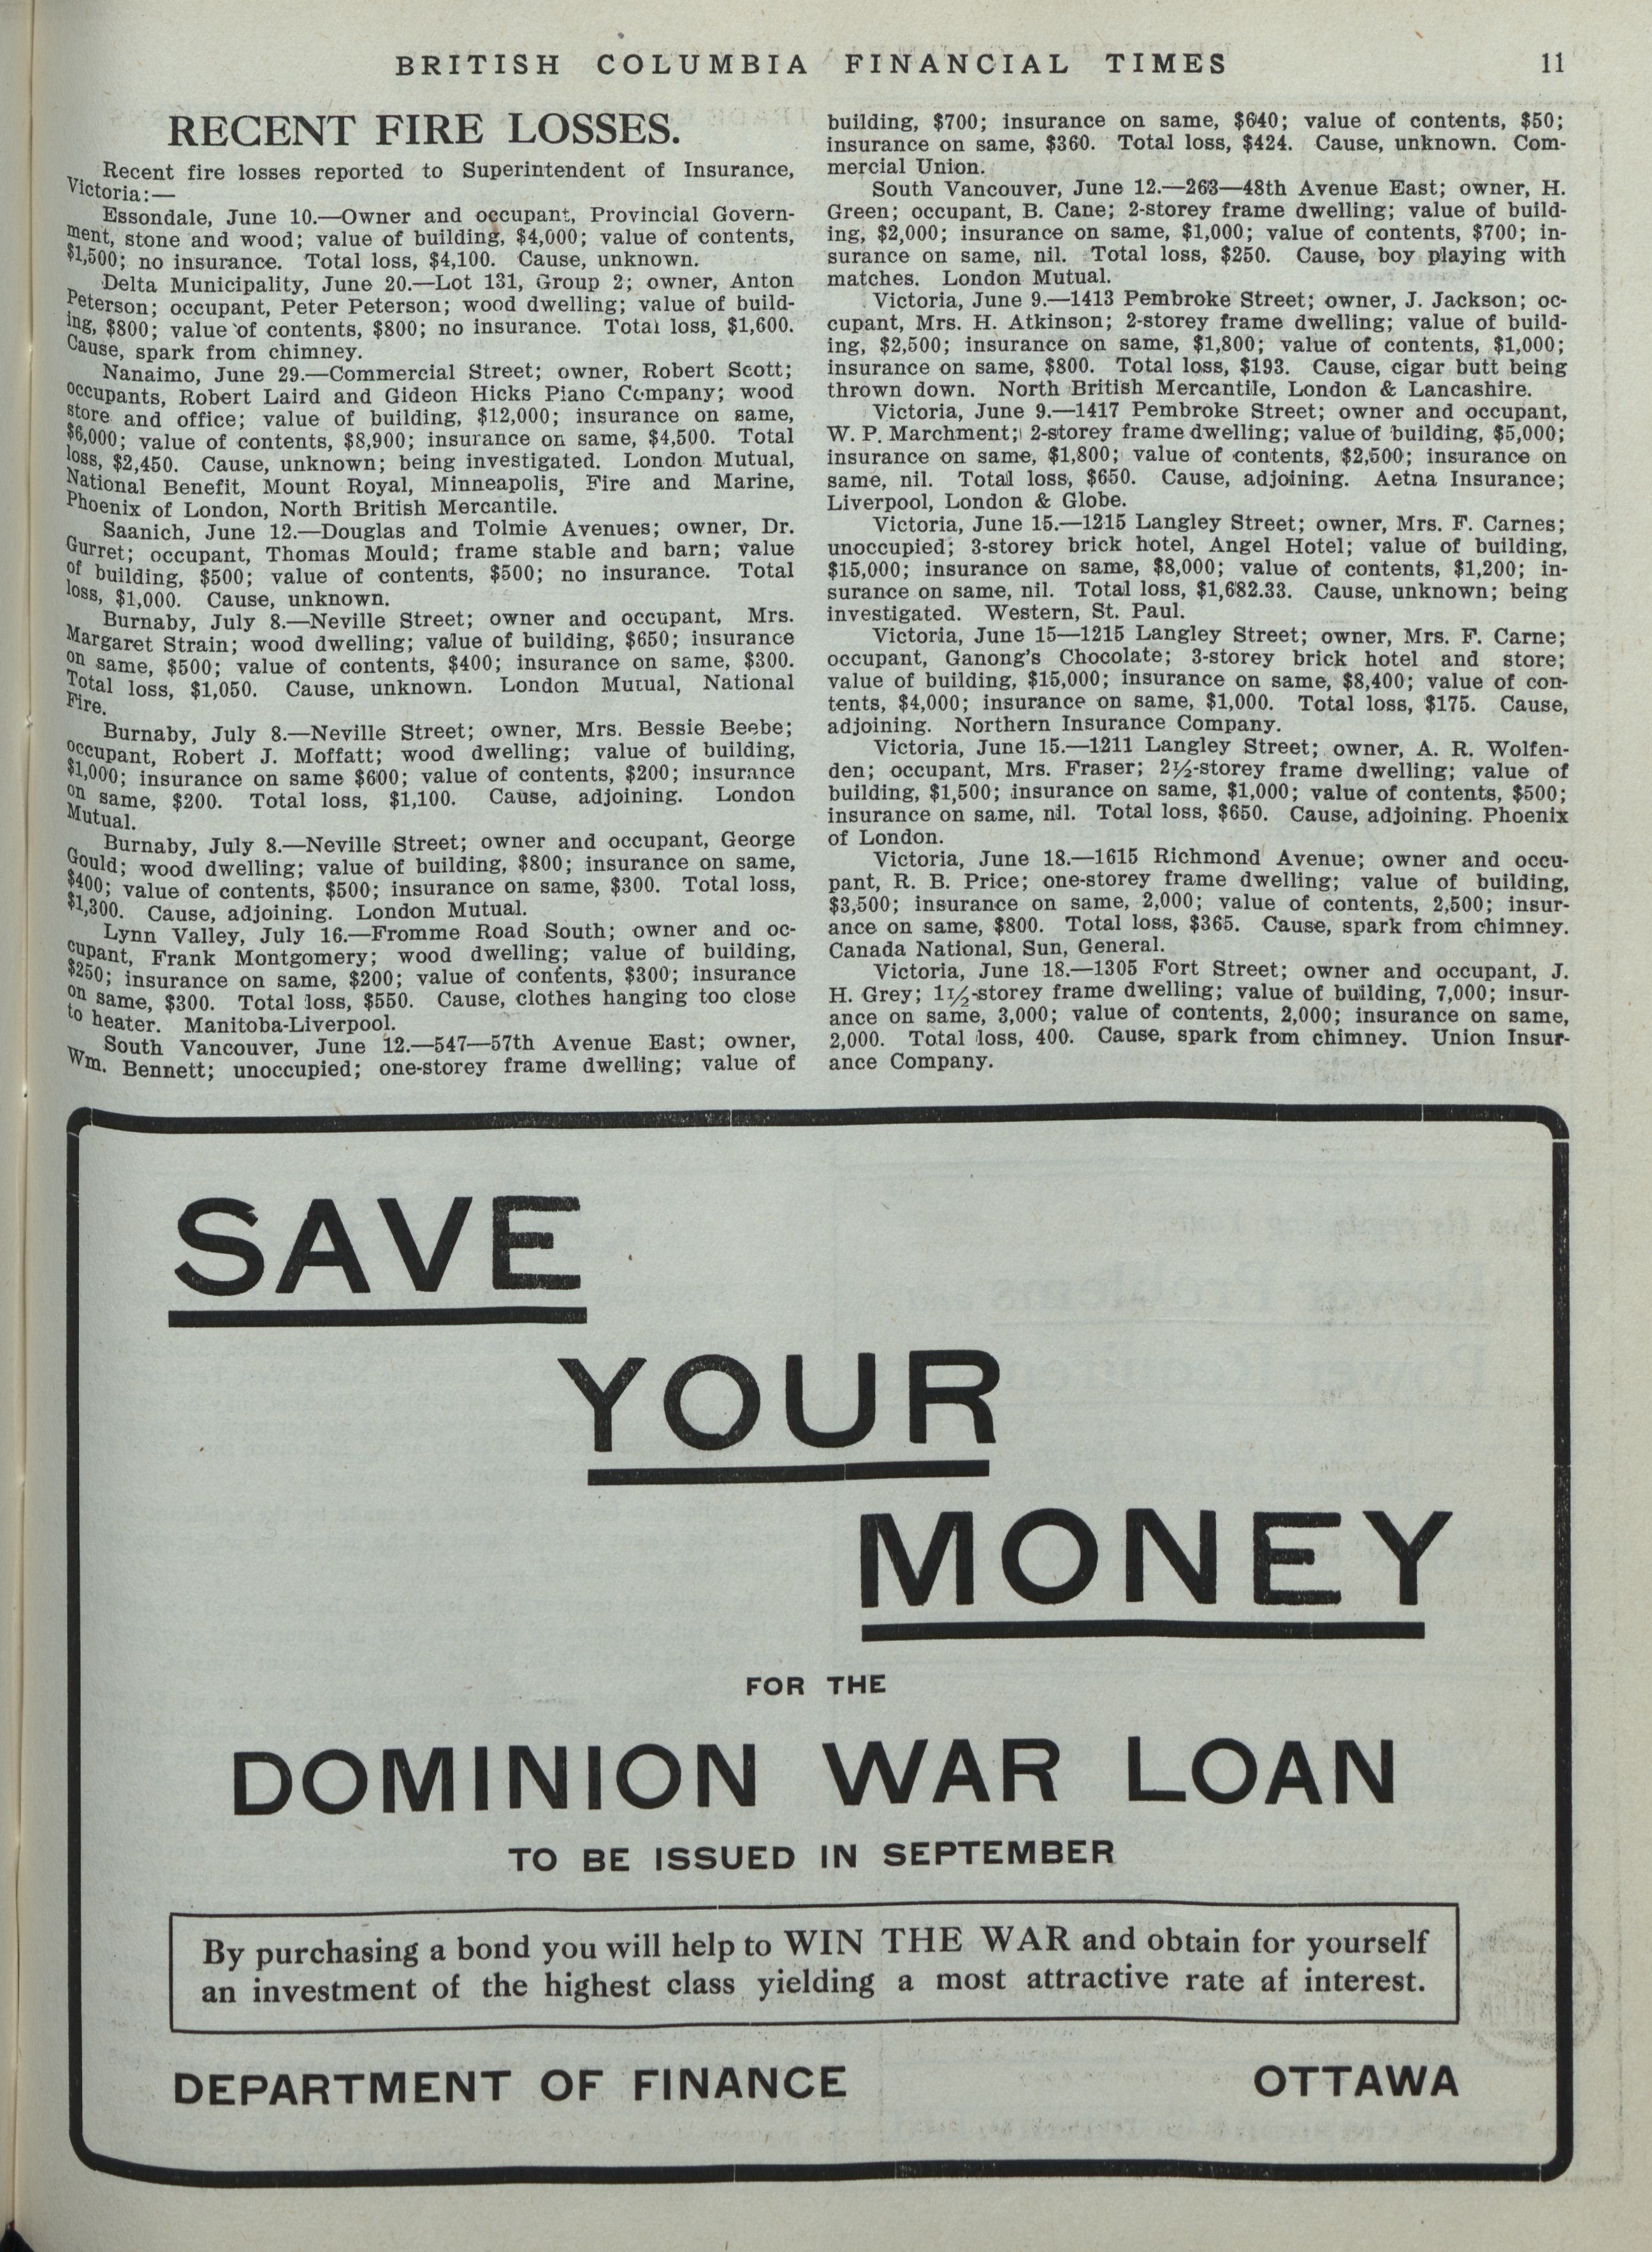 BRITISH COLUMBIA FINANCIAL TIMES 11
RECENT FIRE LOSSES.
Recent fire losses reported to Superintendent of Insurance,
Victoria:—
Essondale, June 10.—Owner and occupant, Provincial Govern-
ment, stone and wood; value of building, $4,000; value of contents,
$1,500; no insurance. Total loss, $4,100. Cause, unknown.
Delta Municipality, June 20.—Lot 131, Group 2; owner, Anton
Peterson; occupant, Peter Peterson; wood dwelling; value of build-
ing, $800; value of contents, $800; no insurance. Total loss, $1,600.
Cause, spark from chimney.
Nanaimo, June 29.—Commercial Street; owner, Robert Scott;
occupants, Robert Laird and Gideon Hicks Piano Company; wood
store and office; value of building, $12,000; insurance on same,
$6,000; value of contents, $8,900; insurance on same, $4,500. Total
loss, $2,450. Cause, unknown; being investigated. London Mutual,
National Benefit, Mount Royal, Minneapolis, Fire and Marine,
Phoenix of London, North British Mercantile.
Saanich, June 12.—Douglas and Tolmie Avenues; owner, Dr.
Gurret; occupant, Thomas Mould; frame stable and barn; value
of building, $500; value of contents, $500; no insurance. Total
loss, $1,000. Cause, unknown.
Burnaby, July 8.—Neville Street; owner and occupant, Mrs.
Margaret Strain; wood dwelling; value of building, $650; insurance
on same, $500; value of contents, $400; insurance on same, $300.
Total loss, $1,050. Cause, unknown. London Mutual, National
Fire.
Burnaby, July 8.—Neville Street; owner, Mrs. Bessie Beebe;
occupant, Robert J. Moffatt; wood dwelling; value of building,
$1,000; insurance on same $600; value of contents, $200; insurance
on same, $200. Total loss, $1,100. Cause, adjoining. London
Mutual.
Burnaby, July 8.—Neville Street; owner and occupant, George
Gould; wood dwelling; value of building, $800; insurance on same,
$400; value of contents, $500; insurance on same, $300. Total loss,
$1,300. Cause, adjoining. London Mutual.
Lynn Valley, July 16.—Fromme Road South; owner and oc-
cupant, Frank Montgomery; wood dwelling; value of building,
$250; insurance on same, $200; value of contents, $300; insurance
on same, $300. Total loss, $550. Cause, clothes hanging too close
to heater. Manitoba-Liverpool.
South Vancouver, June 12.—547—57th Avenue East; owner,
Wm. Bennett; unoccupied; one-storey frame dwelling; value of
building, $700; insurance on same, $640; value of contents, $50;
insurance on same, $360. Total loss, $424. Cause, unknown. Com-
mercial Union.
South Vancouver, June 12.—263—48th Avenue East; owner, H.
Green; occupant, B. Cane; 2-storey frame dwelling; value of build-
ing, $2,000; insurance on same, $1,000; value of contents, $700; in-
surance on same, nil. Total loss, $250. Cause, boy playing with
matches. London Mutual.
Victoria, June 9.—1413 Pembroke Street; owner, J. Jackson; oc-
cupant, Mrs. H. Atkinson; 2-storey frame dwelling; value of build-
ing, $2,500; insurance on same, $1,800; value of contents, $1,000;
insurance on same, $800. Total loss, $193. Cause, cigar butt being
thrown down. North British Mercantile, London & Lancashire.
Victoria, June 9.—1417 Pembroke Street; owner and occupant,
W. P. Marchment; 2-storey frame dwelling; value of building, $5,000;
insurance on same, $1,800; value of contents, $2,500; insurance on
same, nil. Total loss, $650. Cause, adjoining. Aetna Insurance;
Liverpool, London & Globe.
Victoria, June 15.—1215 Langley Street; owner, Mrs. F. Carnes;
unoccupied; 3-storey brick hotel, Angel Hotel; value of building,
$15,000; insurance on same, $8,000; value of contents, $1,200; in-
surance on same, nil. Total loss, $1,682.33. Cause, unknown; being
investigated. Western, St. Paul.
Victoria, June 15—1215 Langley Street; owner, Mrs. F. Carne;
occupant, Ganong's Chocolate; 3-storey brick hotel and store;
value of building, $15,000; insurance on same, $8,400; value of con-
tents, $4,000; insurance on same, $1,000. Total loss, $175. Cause,
adjoining. Northern Insurance Company.
Victoria, June 15.—1211 Langley Street; owner, A. R. Wolfen-
den; occupant, Mrs. Fraser; 2½-storey frame dwelling; value of
building, $1,500; insurance on same, $1,000; value of contents, $500;
insurance on same, nil. Total loss, $650. Cause, adjoining. Phoenix
of London.
Victoria, June 18.—1615 Richmond Avenue; owner and occu-
pant, R. B. Price; one-storey frame dwelling; value of building,
$3,500; insurance on same, 2,000; value of contents, 2,500; insur-
ance on same, $800. Total loss, $365. Cause, spark from chimney.
Canada National, Sun, General.
Victoria, June 18.—1305 Fort Street; owner and occupant, J.
H. Grey; 1½-storey frame dwelling; value of building, 7,000; insur-
ance on same, 3,000; value of contents, 2,000; insurance on same,
2,000. Total loss, 400. Cause, spark from chimney. Union Insur-
ance Company.
SAVE
YOUR
MONEY
FOR THE
DOMINION WAR LOAN
TO BE ISSUED IN SEPTEMBER
By purchasing a bond you will help to WIN THE WAR and obtain for yourself
an investment of the highest class yielding a most attractive rate af interest.
DEPARTMENT OF FINANCE OTTAWA